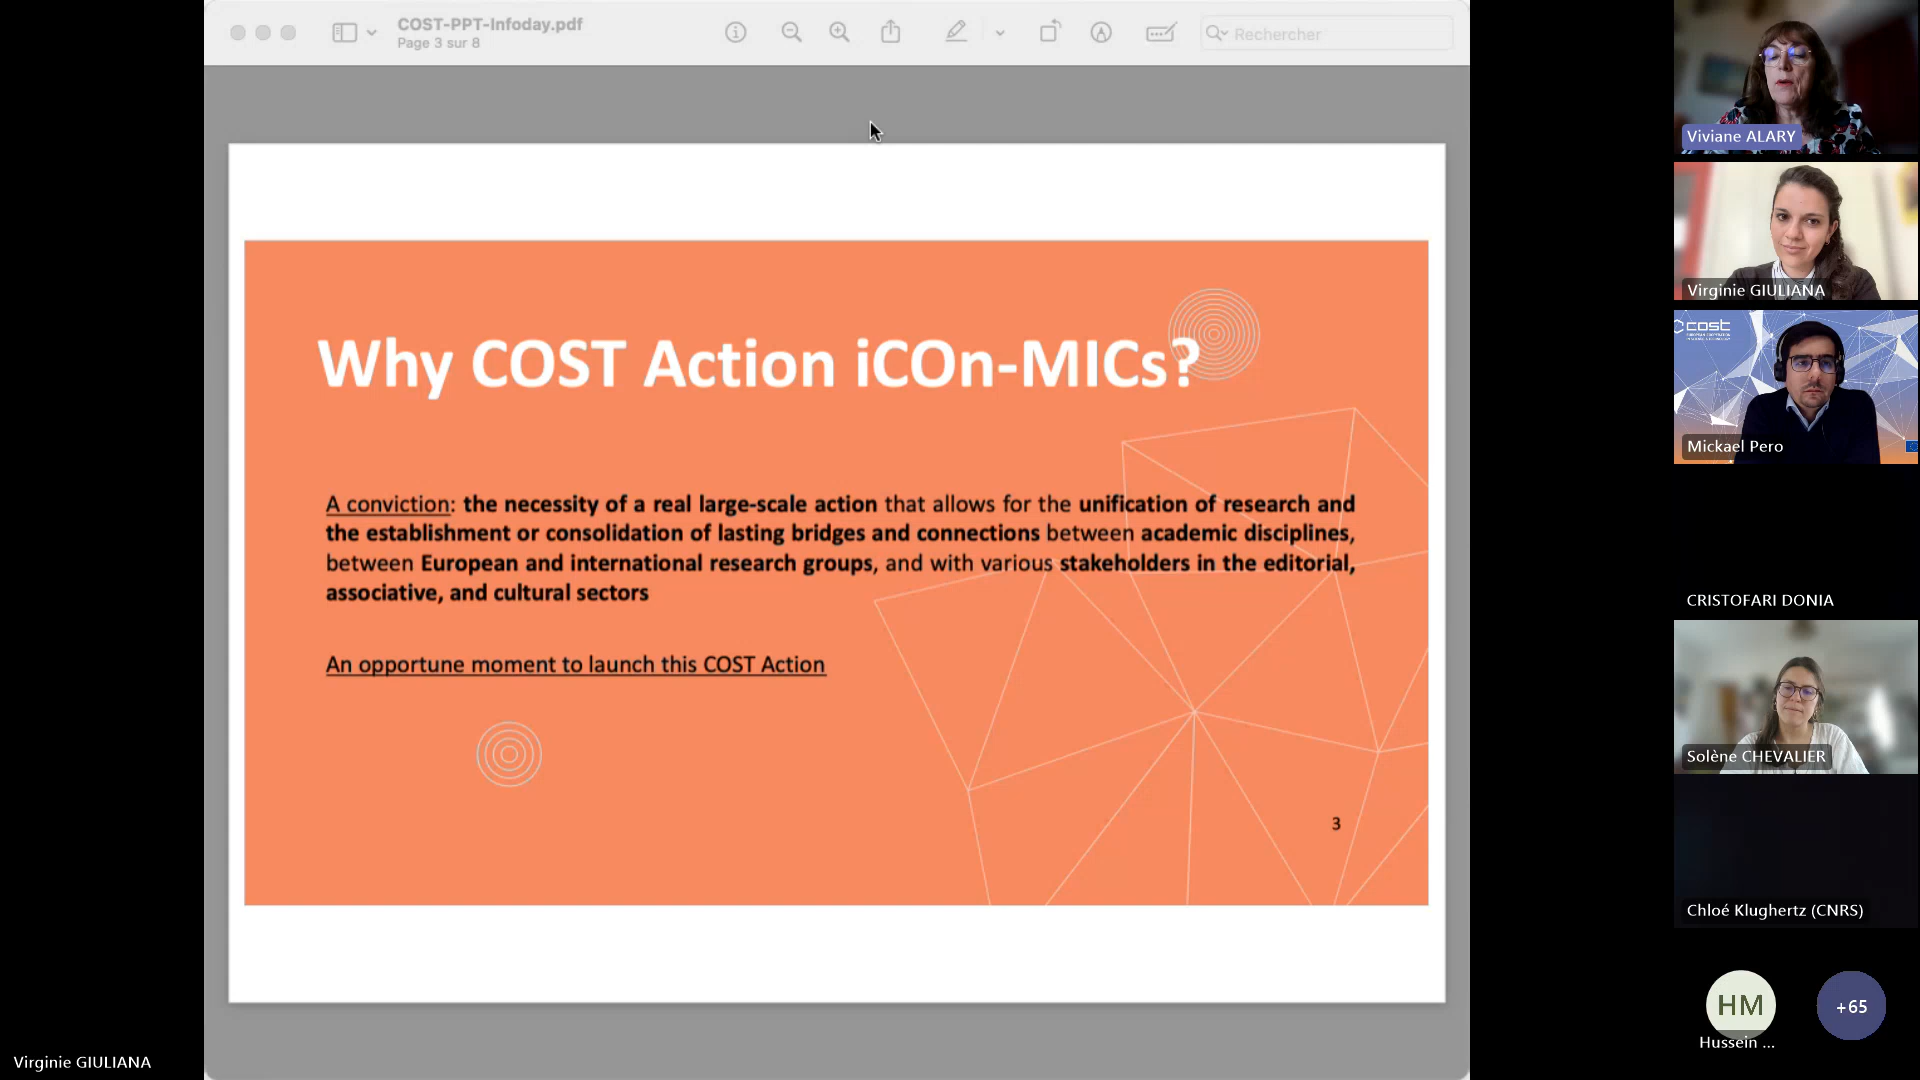 COST-PPT-Infoday.pdf
Page 3 sur 8
Rechercher
Why COST Action iCOn-MICs?
A conviction: the necessity of a real large-scale action that allows for the unification of research and
the establishment or consolidation of lasting bridges and connections between academic disciplines,
between European and international research groups, and with various stakeholders in the editorial,
associative, and cultural sectors
An opportune moment to launch this COST Action
3
Viviane ALARY
Virginie GIULIANA
cost
Mickael Pero
CRISTOFARI DONIA
Solène CHEVALIER
Chloé Klughertz (CNRS)
HM
+65
Hussein ...
Virginie GIULIANA